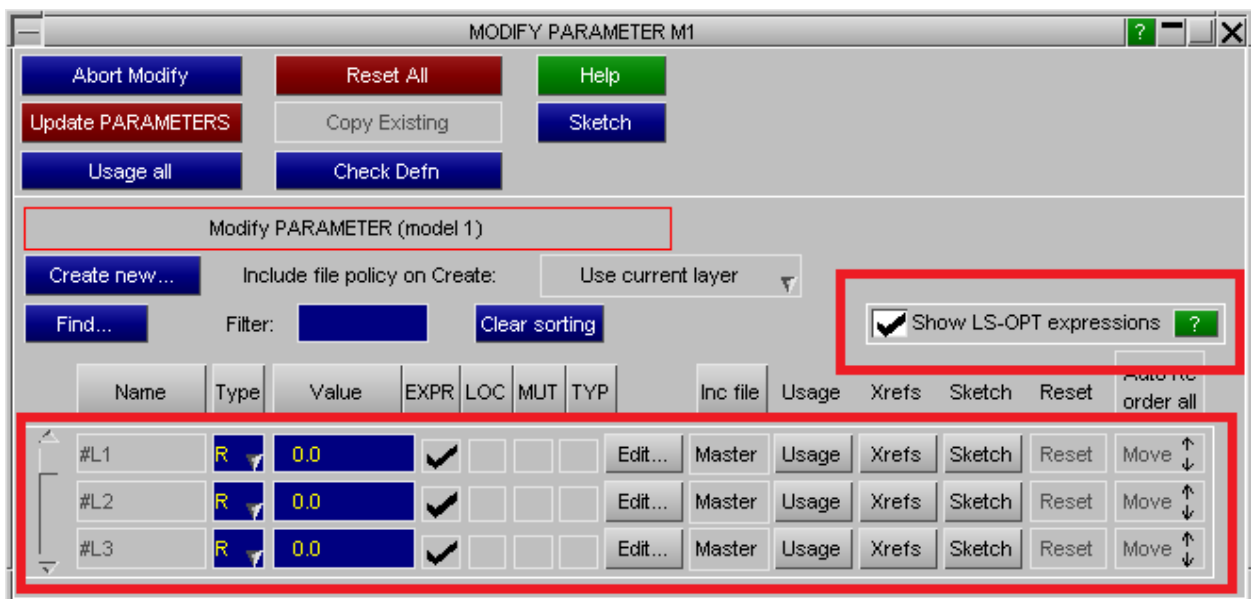 MODIFY PARAMETER M1 ?
Abort Modify Reset All Help
Update PARAMETERS Copy Existing Sketch
Usage all Check Defn
Modify PARAMETER (model 1)
Create new... Include file policy on Create: Use current layer
Find... Filter: Clear sorting Show LS-OPT expressions ?
Name Type Value EXPR LOC MUT TYP Inc file Usage Xrefs Sketch Reset order all
#L1 R 0.0 Edit... Master Usage Xrefs Sketch Reset Move
#L2 R 0.0 Edit... Master Usage Xrefs Sketch Reset Move
#L3 R 0.0 Edit... Master Usage Xrefs Sketch Reset Move